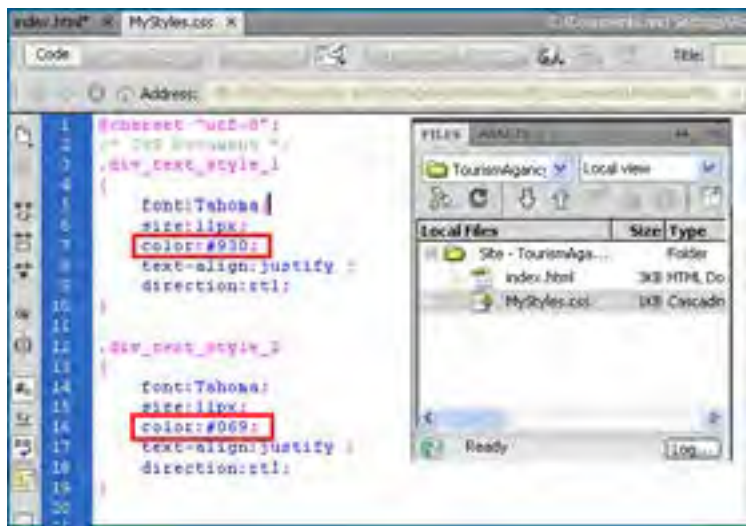 index.html* MyStyles.css
Code Title:
Address:
1 @charset "utf-8";
2 /* CSS Document */
3 .div_text_style_1
4 {
5 font:Tahoma;
6 size:11px;
7 color:#930;
8 text-align:justify ;
9 direction:rtl;
10 }
11
12 .div_text_style_2
13 {
14 font:Tahoma;
15 size:11px;
16 color:#069;
17 text-align:justify ;
18 direction:rtl;
19 }
20
FILES ASSETS
TourismAgancy Local view
Local Files Size Type
Site - TourismAga... Folder
index.html 3KB HTML Do
MyStyles.css 1KB Cascadin
Ready Log...